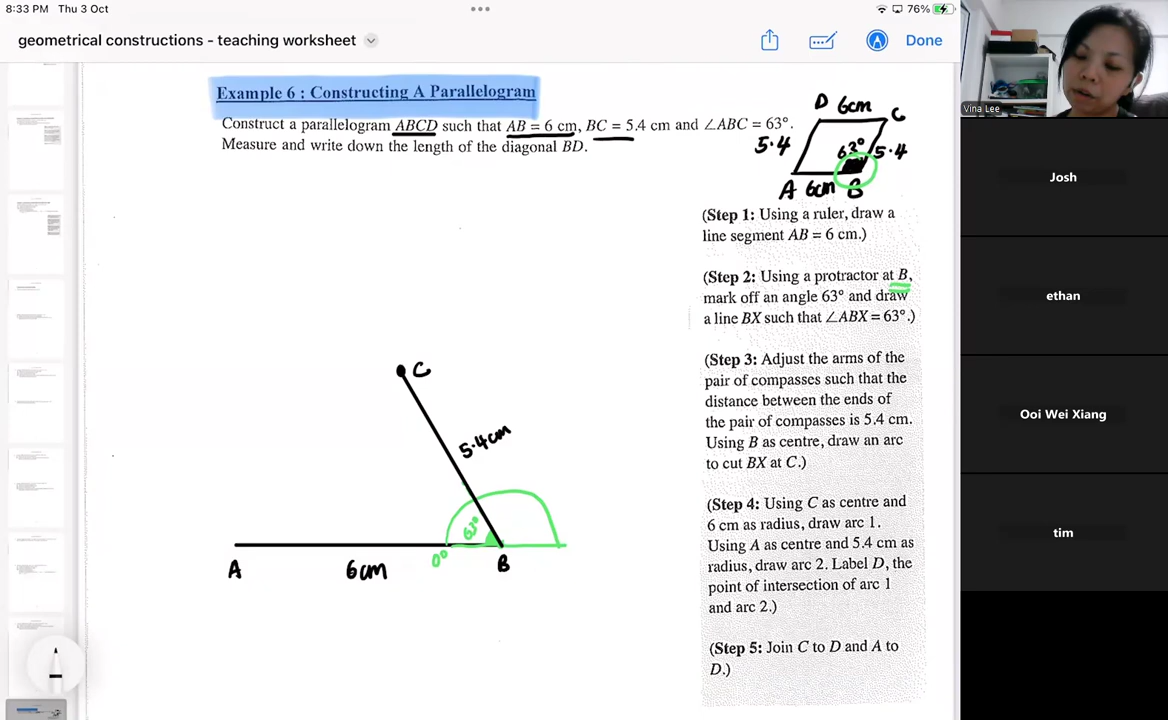 8:33 PM Thu 3 Oct
76%
geometrical constructions - teaching worksheet
Done
Example 6 : Constructing A Parallelogram
Construct a parallelogram ABCD such that AB = 6 cm, BC = 5.4 cm and ∠ABC = 63°.
Measure and write down the length of the diagonal BD.
D 6cm C
5.4 63° 5.4
A 6cm B
(Step 1: Using a ruler, draw a
line segment AB = 6 cm.)
(Step 2: Using a protractor at B,
mark off an angle 63° and draw
a line BX such that ∠ABX = 63°.)
(Step 3: Adjust the arms of the
pair of compasses such that the
distance between the ends of
the pair of compasses is 5.4 cm.
Using B as centre, draw an arc
to cut BX at C.)
(Step 4: Using C as centre and
6 cm as radius, draw arc 1.
Using A as centre and 5.4 cm as
radius, draw arc 2. Label D, the
point of intersection of arc 1
and arc 2.)
(Step 5: Join C to D and A to
D.)
C
5.4cm
63°
0°
A 6cm B
Vina Lee
Josh
ethan
Ooi Wei Xiang
tim